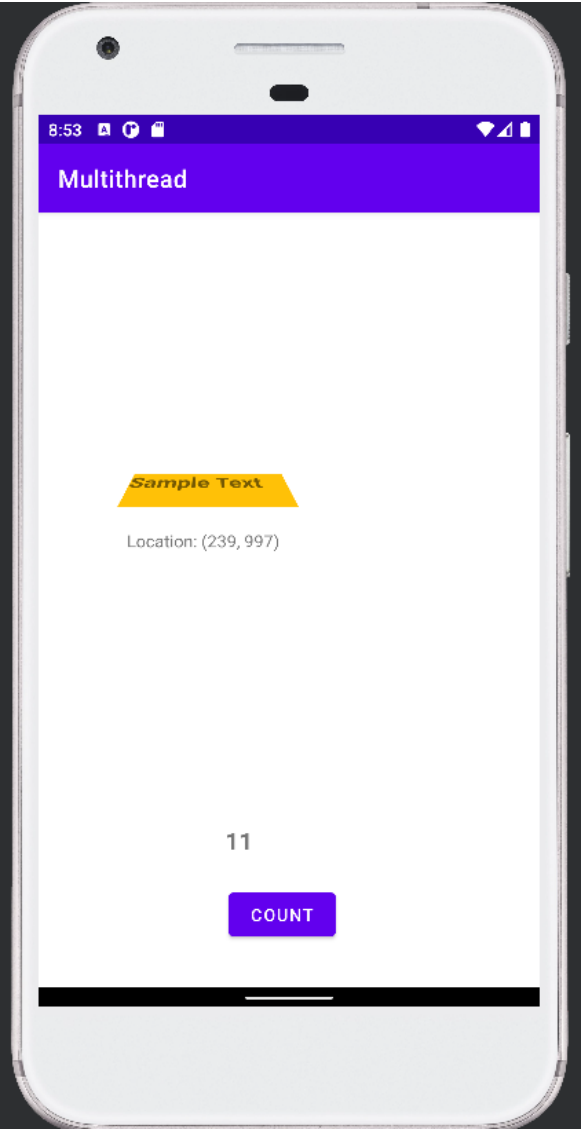 8:53
Multithread
Sample Text
Location: (239, 997)
11
COUNT